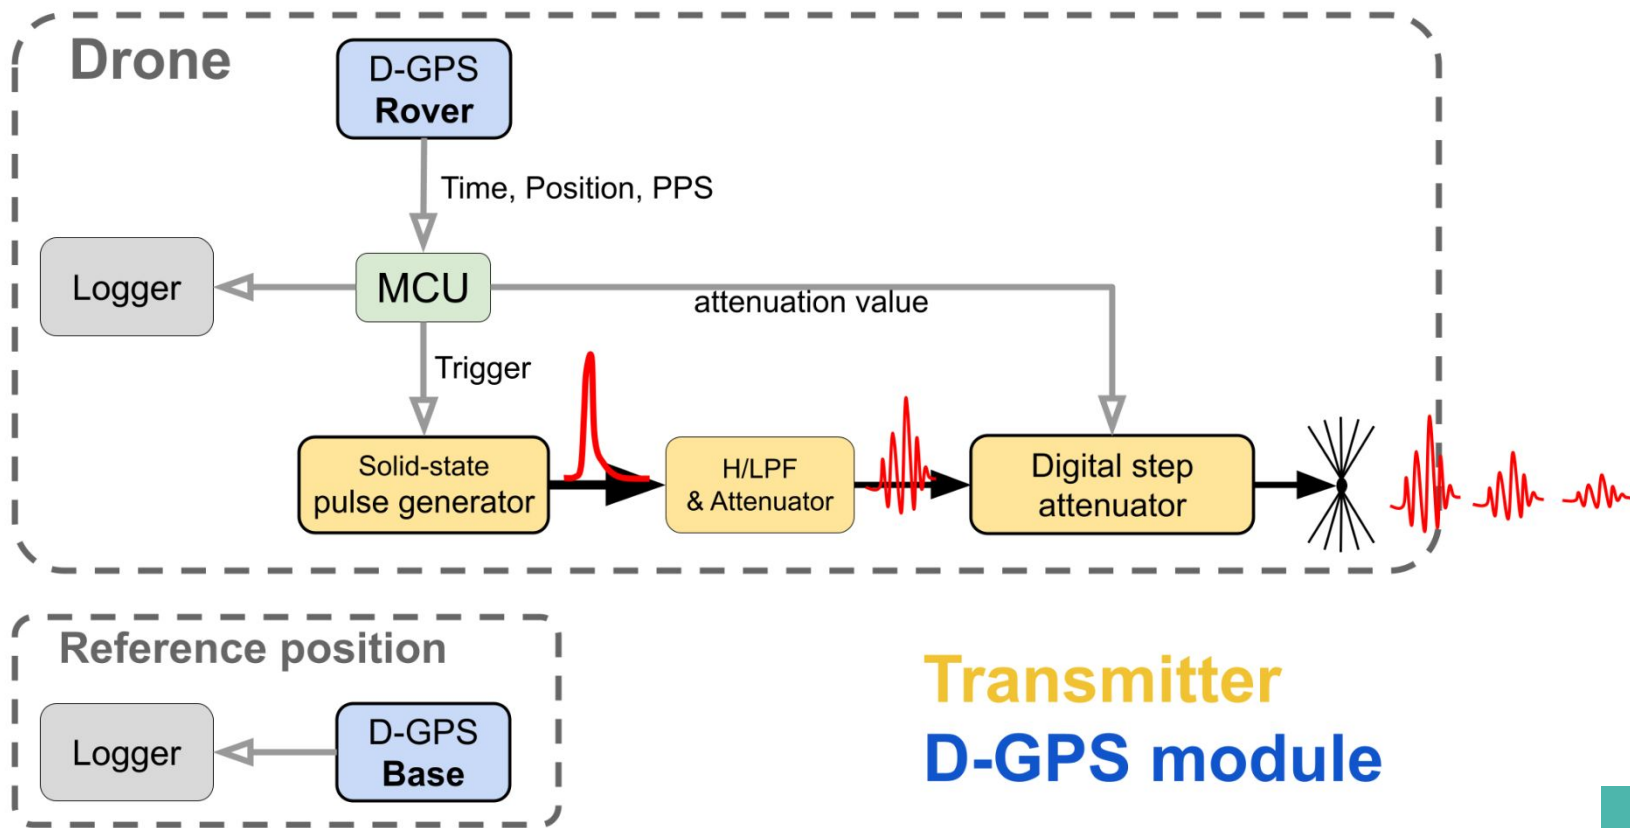 Drone
D-GPS
Rover
Time, Position, PPS
Logger
MCU
attenuation value
Trigger
Solid-state
pulse generator
H/LPF
& Attenuator
Digital step
attenuator
Reference position
Logger
D-GPS
Base
Transmitter
D-GPS module